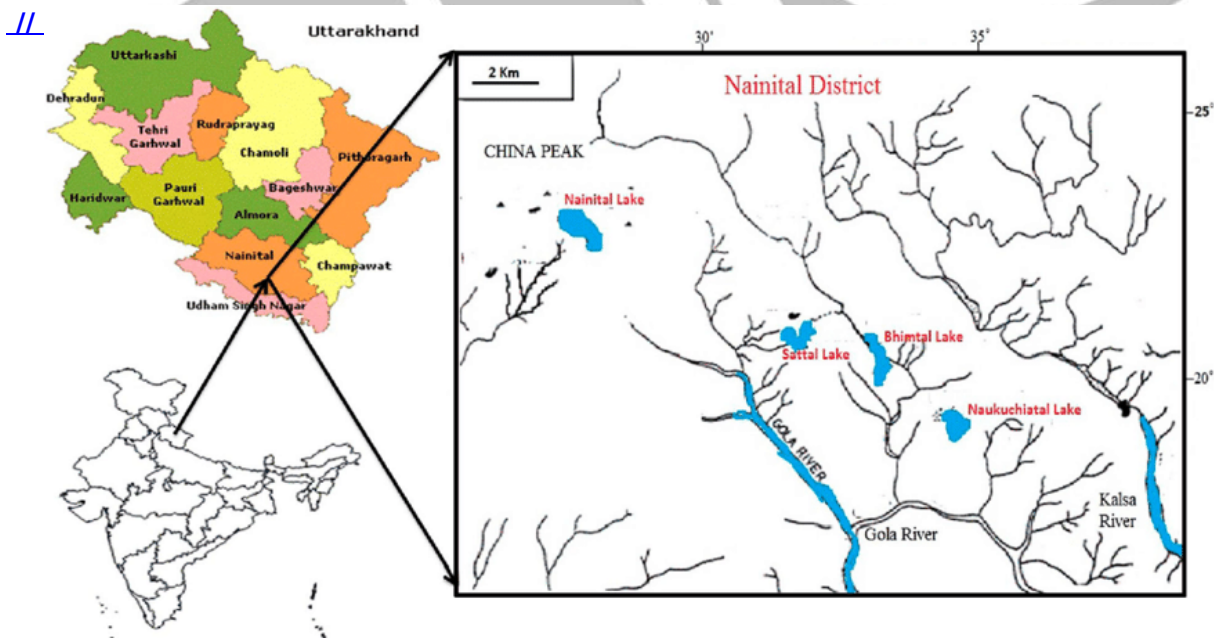 //
Uttarakhand
Uttarkashi
Dehradun
Tehri
Garhwal
Rudraprayag
Chamoli
Pithoragarh
Haridwar
Pauri
Garhwal
Bageshwar
Almora
Nainital
Champawat
Udham Singh Nagar
30'
35'
2 Km
Nainital District
25'
CHINA PEAK
Nainital Lake
Sattal Lake
Bhimtal Lake
20'
Naukuchiatal Lake
GOLA RIVER
Kalsa
River
Gola River